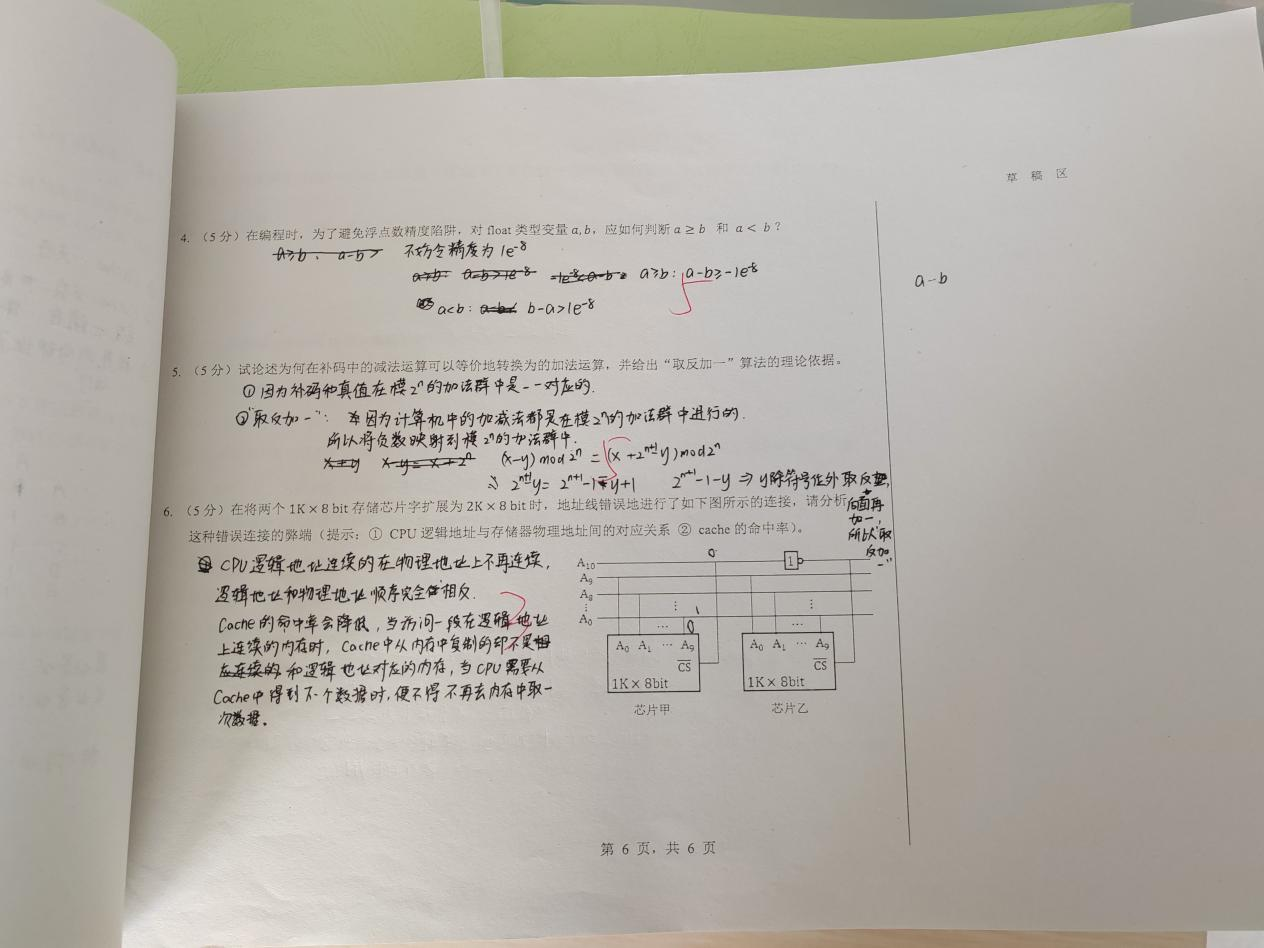 草 稿 区
4. （5 分）在编程时，为了避免浮点数精度陷阱，对 float 类型变量 a, b，应如何判断 a ≥ b 和 a < b？
a≥b: a-b> 不妨令精度为 1e⁻⁸
a≥b: a-b>1e⁻⁸ -1e⁻⁸<a-b< a≥b: a-b≥-1e⁻⁸
a<b: a-b< b-a>1e⁻⁸
a-b
5
5. （5 分）试论述为何在补码中的减法运算可以等价地转换为的加法运算，并给出“取反加一”算法的理论依据。
①因为补码和真值在模2ⁿ的加法群中是一一对应的.
②"取反加一": 因为计算机中的加减法都是在模2ⁿ的加法群中进行的.
所以将负数映射到模2ⁿ的加法群中.
x+y x-y=x+2ⁿ (x-y)mod2ⁿ = (x+2ⁿ⁺¹-y)mod2ⁿ
∴ 2ⁿ⁺¹-y = 2ⁿ⁺¹-1-y+1 2ⁿ⁺¹-1-y ⇒ y除符号位外取反,
后面再
加一,
所以"取
反加
一"
6. （5 分）在将两个 1K×8 bit 存储芯片字扩展为 2K×8 bit 时，地址线错误地进行了如下图所示的连接，请分析
这种错误连接的弊端（提示：① CPU 逻辑地址与存储器物理地址间的对应关系 ② cache 的命中率）。
CPU逻辑地址连续的在物理地址上不再连续,
逻辑地址和物理地址顺序完全相反.
Cache的命中率会降低, 当访问一段在逻辑地址
上连续的内存时, Cache中从内存中复制的却不是
和逻辑地址对应的内存, 当CPU需要从
Cache中得到下一个数据时, 便不得不再去内存中取一
次数据。
A₁₀ 0 1
A₉
A₈
⋮ ⋮ 1 ⋮
A₀ ... 0 ...
A₀ A₁ ⋯ A₉ A₀ A₁ ⋯ A₉
CS CS
1K×8bit 1K×8bit
芯片甲 芯片乙
第 6 页，共 6 页